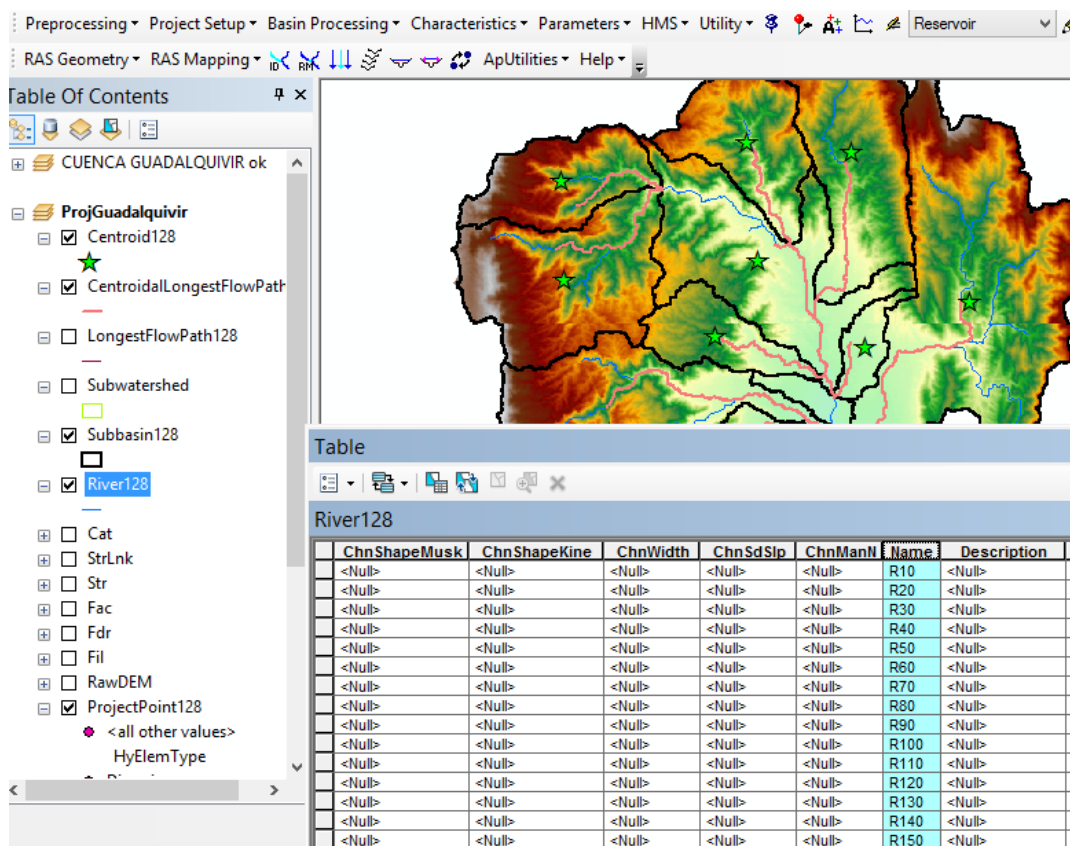 Preprocessing Project Setup Basin Processing Characteristics Parameters HMS Utility Reservoir
RAS Geometry RAS Mapping ID RM ApUtilities Help
Table Of Contents
CUENCA GUADALQUIVIR ok
ProjGuadalquivir
Centroid128
CentroidalLongestFlowPath
LongestFlowPath128
Subwatershed
Subbasin128
River128
Cat
StrLnk
Str
Fac
Fdr
Fil
RawDEM
ProjectPoint128
<all other values>
HyElemType
Table
River128
ChnShapeMusk ChnShapeKine ChnWidth ChnSdSlp ChnManN Name Description
<Null> <Null> <Null> <Null> <Null> R10 <Null>
<Null> <Null> <Null> <Null> <Null> R20 <Null>
<Null> <Null> <Null> <Null> <Null> R30 <Null>
<Null> <Null> <Null> <Null> <Null> R40 <Null>
<Null> <Null> <Null> <Null> <Null> R50 <Null>
<Null> <Null> <Null> <Null> <Null> R60 <Null>
<Null> <Null> <Null> <Null> <Null> R70 <Null>
<Null> <Null> <Null> <Null> <Null> R80 <Null>
<Null> <Null> <Null> <Null> <Null> R90 <Null>
<Null> <Null> <Null> <Null> <Null> R100 <Null>
<Null> <Null> <Null> <Null> <Null> R110 <Null>
<Null> <Null> <Null> <Null> <Null> R120 <Null>
<Null> <Null> <Null> <Null> <Null> R130 <Null>
<Null> <Null> <Null> <Null> <Null> R140 <Null>
<Null> <Null> <Null> <Null> <Null> R150 <Null>